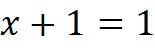 x + 1 = 1